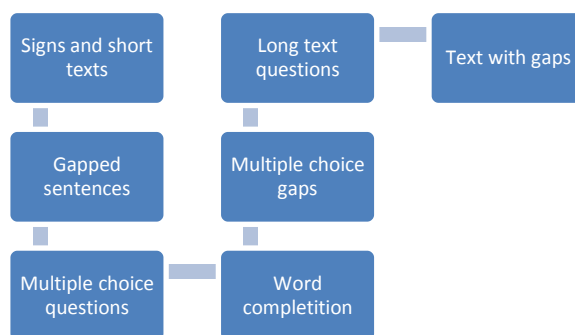 Signs and short
texts
Gapped
sentences
Multiple choice
questions
Word
completition
Multiple choice
gaps
Long text
questions
Text with gaps